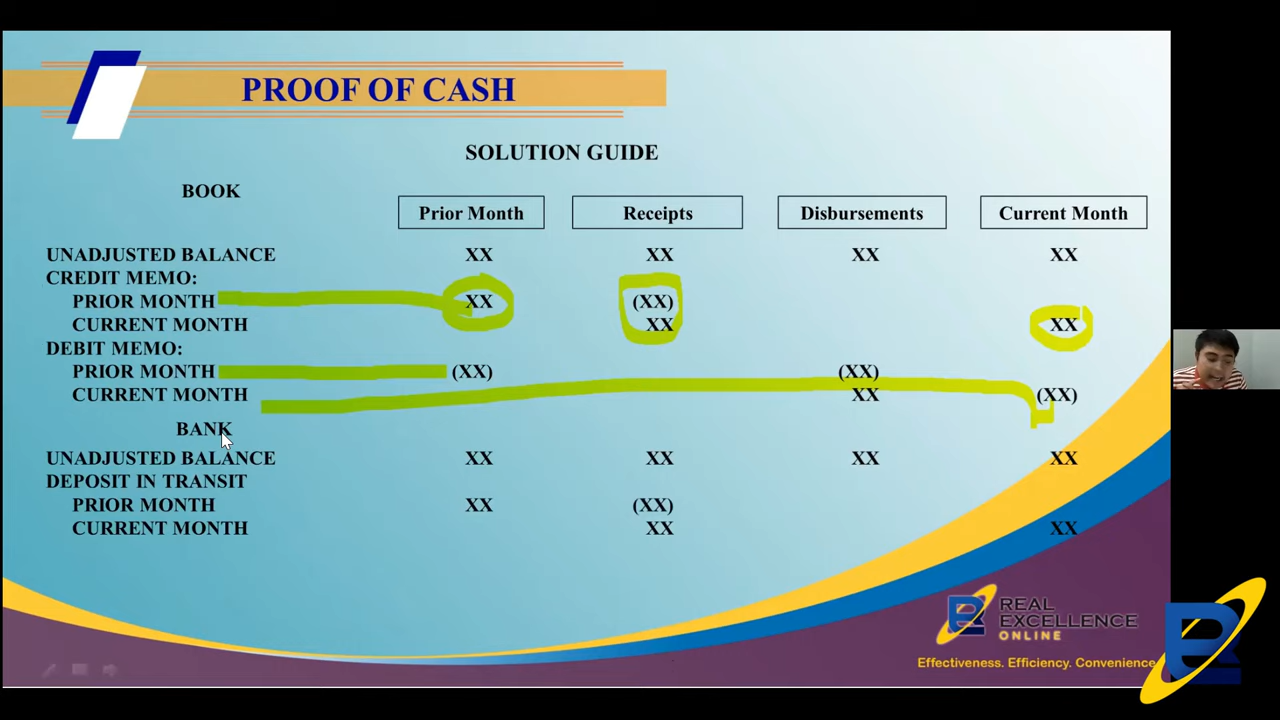 PROOF OF CASH
SOLUTION GUIDE
BOOK
Prior Month Receipts Disbursements Current Month
UNADJUSTED BALANCE XX XX XX XX
CREDIT MEMO:
PRIOR MONTH XX (XX)
CURRENT MONTH XX XX
DEBIT MEMO:
PRIOR MONTH (XX) (XX)
CURRENT MONTH XX (XX)
BANK
UNADJUSTED BALANCE XX XX XX XX
DEPOSIT IN TRANSIT
PRIOR MONTH XX (XX)
CURRENT MONTH XX XX
REAL
EXCELLENCE
ONLINE
Effectiveness. Efficiency. Convenience